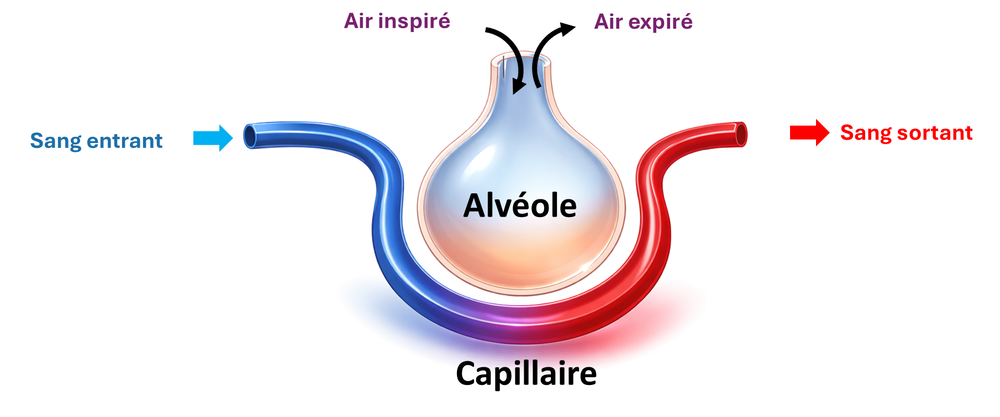 Air inspiré
Air expiré
Sang entrant
Sang sortant
Alvéole
Capillaire